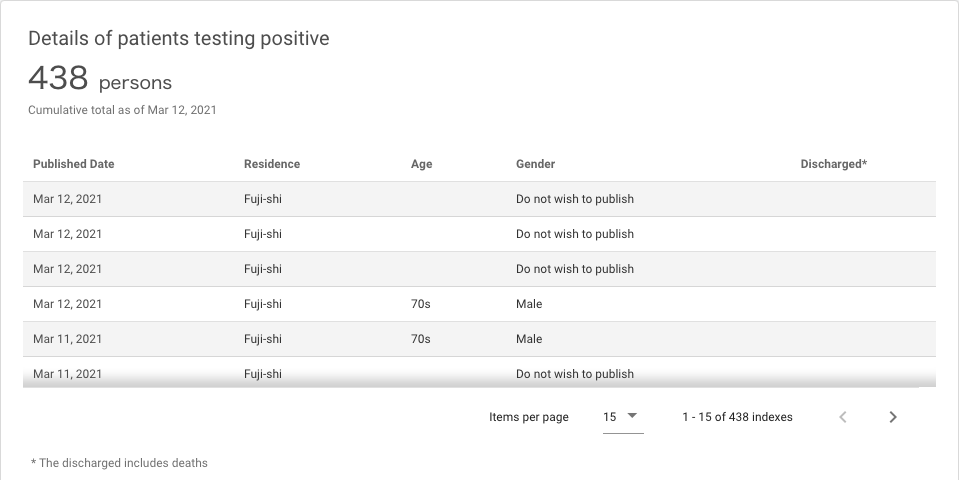 Details of patients testing positive
438 persons
Cumulative total as of Mar 12, 2021
Published Date Residence Age Gender Discharged*
Mar 12, 2021 Fuji-shi Do not wish to publish
Mar 12, 2021 Fuji-shi Do not wish to publish
Mar 12, 2021 Fuji-shi Do not wish to publish
Mar 12, 2021 Fuji-shi 70s Male
Mar 11, 2021 Fuji-shi 70s Male
Mar 11, 2021 Fuji-shi Do not wish to publish
Items per page 15 1 - 15 of 438 indexes
* The discharged includes deaths